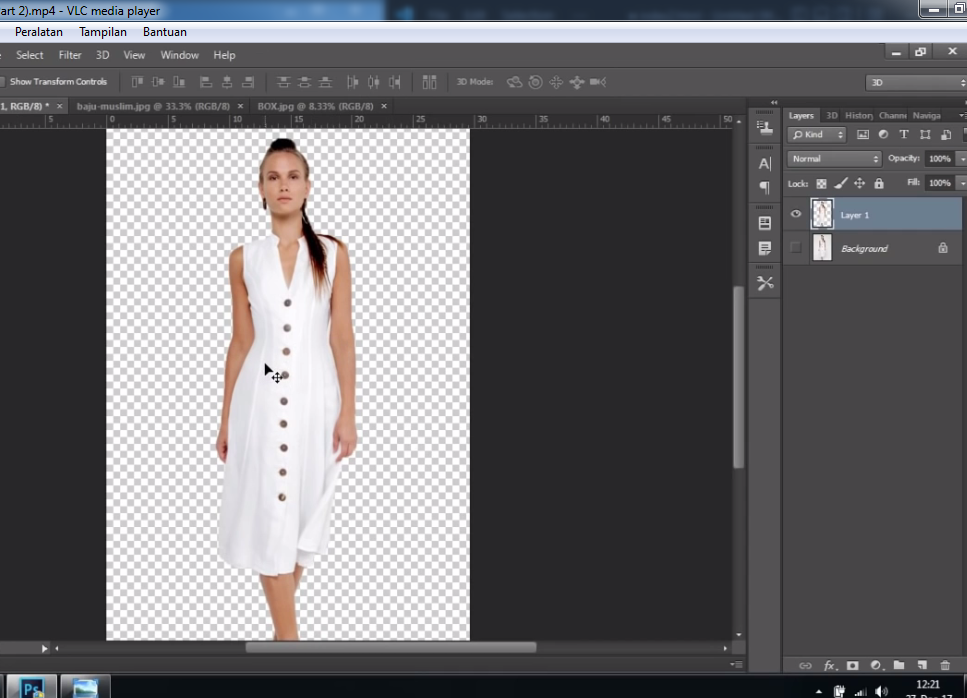 art 2).mp4 - VLC media player
Peralatan Tampilan Bantuan
Select Filter 3D View Window Help
Show Transform Controls 3D Mode: 3D
1, RGB/8) * × baju-muslim.jpg @ 33.3% (RGB/8) × BOX.jpg @ 8.33% (RGB/8) ×
5 0 5 10 15 20 25 30 35 40 45 50
Layers 3D History Channe Naviga
Kind
Normal Opacity: 100%
Lock: Fill: 100%
Layer 1
Background
Ps
12:21